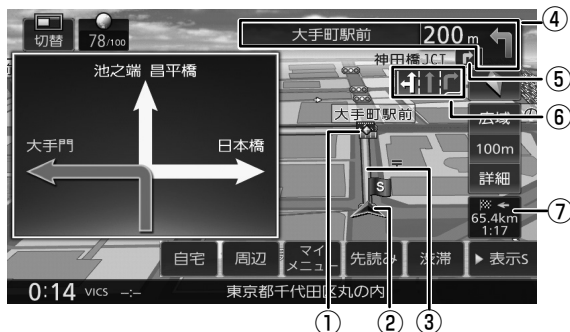 切替
78/100
大手町駅前 200m
④
神田橋JCT
⑤
⑥
池之端 昌平橋
大手町駅前
広域
大手門
日本橋
①
100m
詳細
S
65.4km
1:17
⑦
自宅
周辺
マイメニュー
先読み
渋滞
▶ 表示S
0:14 VICS –:–
東京都千代田区丸の内
① ② ③